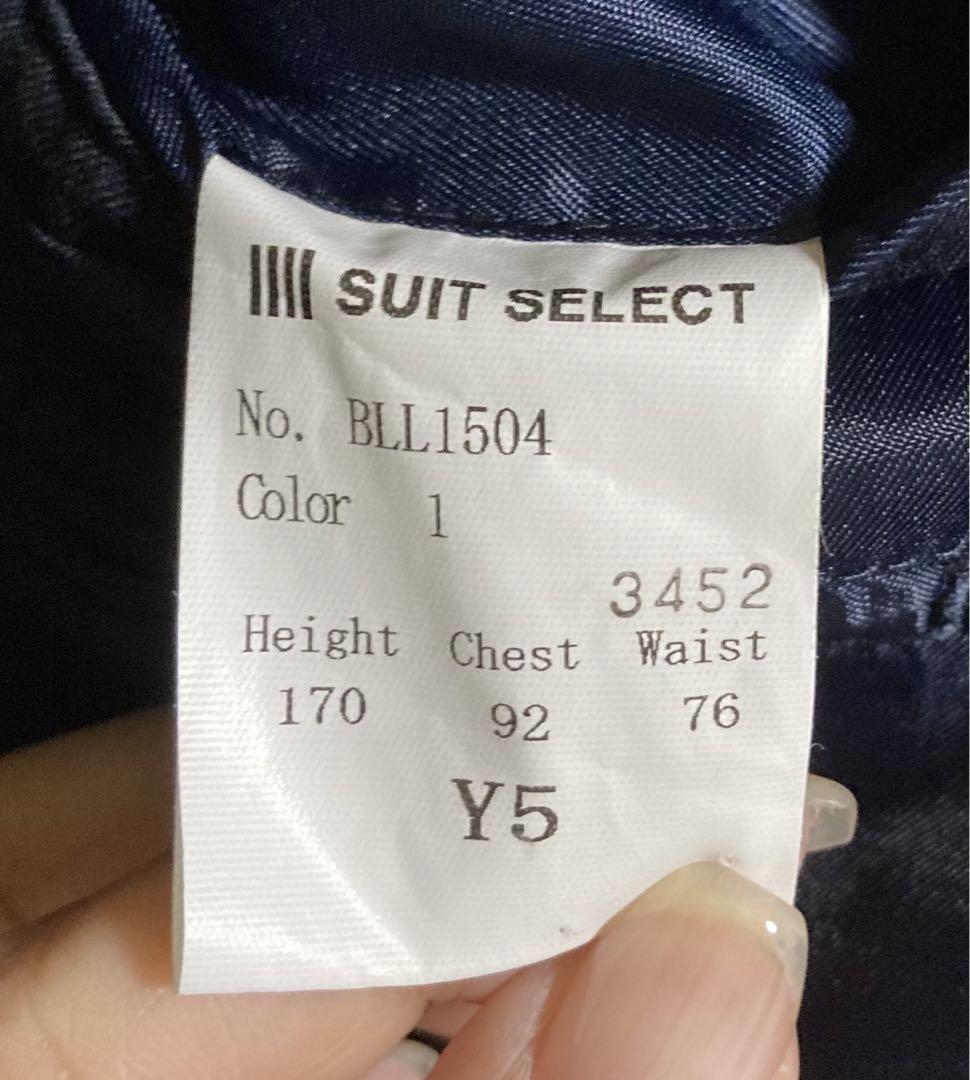 SUIT SELECT
No. BLL1504
Color 1
3452
Height Chest Waist
170 92 76
Y5